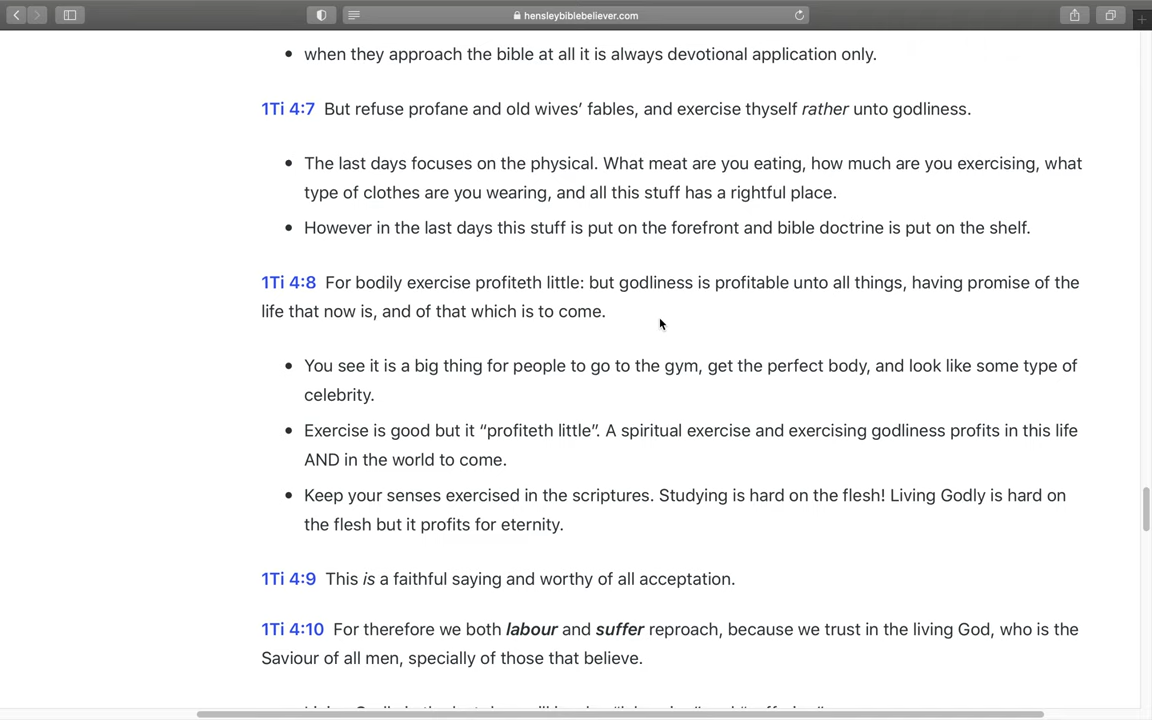 hensleybiblebeliever.com
• when they approach the bible at all it is always devotional application only.
1Ti 4:7 But refuse profane and old wives’ fables, and exercise thyself rather unto godliness.
• The last days focuses on the physical. What meat are you eating, how much are you exercising, what
type of clothes are you wearing, and all this stuff has a rightful place.
• However in the last days this stuff is put on the forefront and bible doctrine is put on the shelf.
1Ti 4:8 For bodily exercise profiteth little: but godliness is profitable unto all things, having promise of the
life that now is, and of that which is to come.
• You see it is a big thing for people to go to the gym, get the perfect body, and look like some type of
celebrity.
• Exercise is good but it “profiteth little”. A spiritual exercise and exercising godliness profits in this life
AND in the world to come.
• Keep your senses exercised in the scriptures. Studying is hard on the flesh! Living Godly is hard on
the flesh but it profits for eternity.
1Ti 4:9 This is a faithful saying and worthy of all acceptation.
1Ti 4:10 For therefore we both labour and suffer reproach, because we trust in the living God, who is the
Saviour of all men, specially of those that believe.